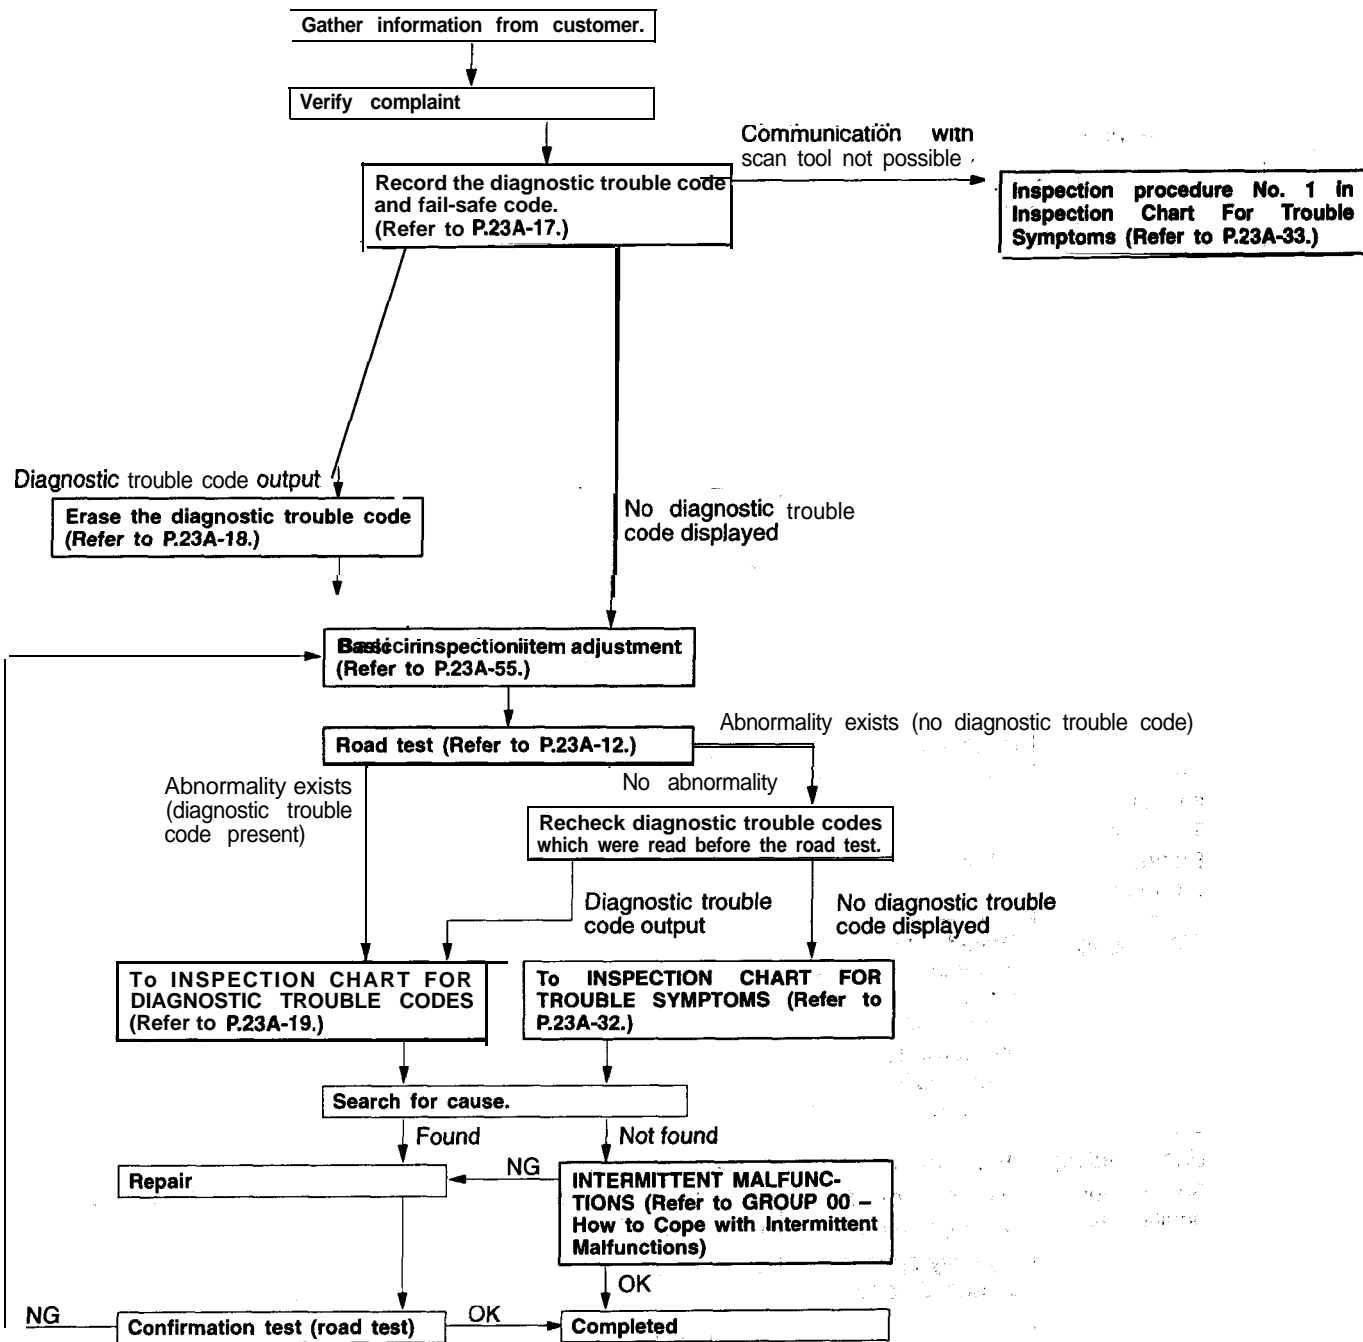 Gather information from customer.
Verify complaint
Communication with
scan tool not possible
Record the diagnostic trouble code
and fail-safe code.
(Refer to P.23A-17.)
Inspection procedure No. 1 in
Inspection Chart For Trouble
Symptoms (Refer to P.23A-33.)
Diagnostic trouble code output
Erase the diagnostic trouble code
(Refer to P.23A-18.)
No diagnostic trouble
code displayed
Basic inspection item adjustment
(Refer to P.23A-55.)
Road test (Refer to P.23A-12.)
Abnormality exists (no diagnostic trouble code)
Abnormality exists
(diagnostic trouble
code present)
No abnormality
Recheck diagnostic trouble codes
which were read before the road test.
Diagnostic trouble
code output
No diagnostic trouble
code displayed
To INSPECTION CHART FOR
DIAGNOSTIC TROUBLE CODES
(Refer to P.23A-19.)
To INSPECTION CHART FOR
TROUBLE SYMPTOMS (Refer to
P.23A-32.)
Search for cause.
Found
Not found
Repair
NG
INTERMITTENT MALFUNC-
TIONS (Refer to GROUP 00 –
How to Cope with Intermittent
Malfunctions)
OK
NG
Confirmation test (road test)
OK
Completed